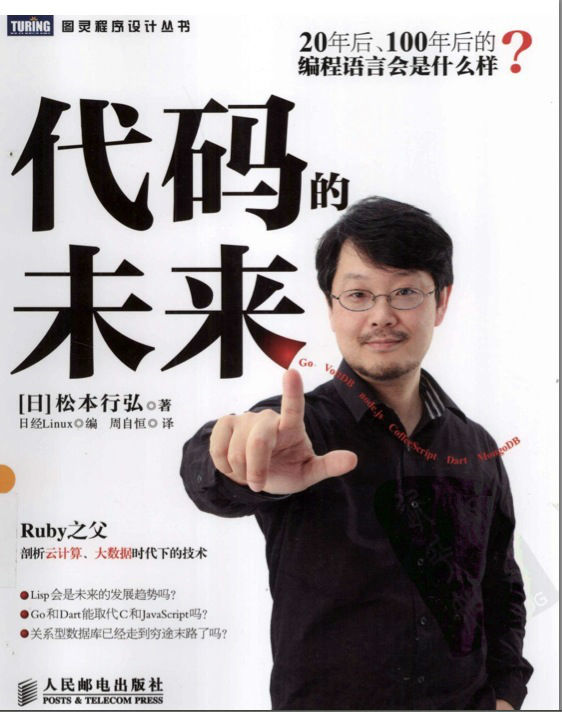 TURING 图灵程序设计丛书
20年后、100年后的
编程语言会是什么样?
代码的
未来
Go VoltDB node.js CoffeeScript Dart MongoDB
[日]松本行弘◎著
日经Linux◎编 周自恒◎译
Ruby之父
剖析云计算、大数据时代下的技术
Lisp会是未来的发展趋势吗?
Go和Dart能取代C和JavaScript吗?
关系型数据库已经走到穷途末路了吗?
人民邮电出版社
POSTS & TELECOM PRESS